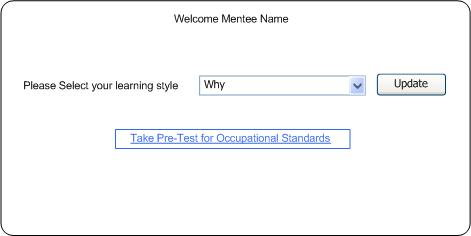 Welcome Mentee Name
Please Select your learning style Why Update
Take Pre-Test for Occupational Standards